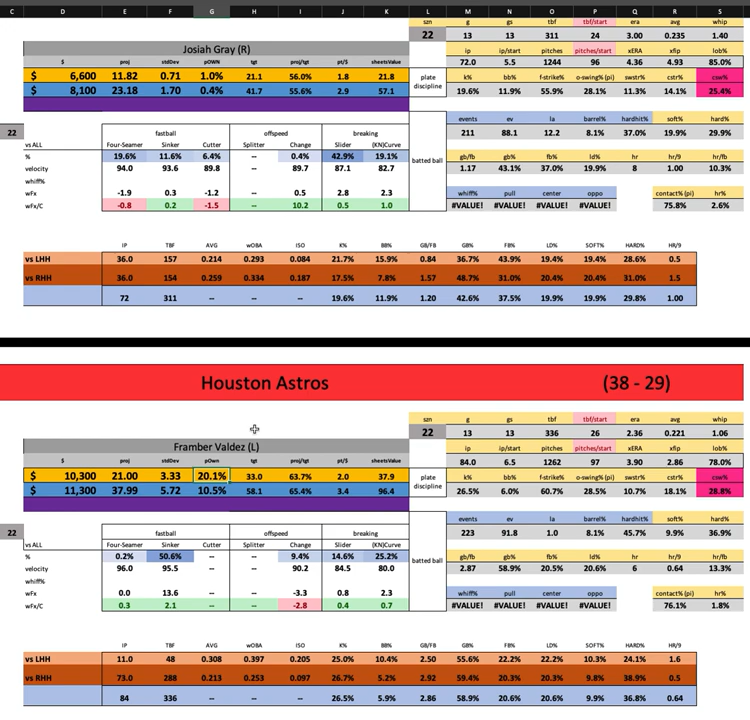 C D E F G H I J K L M N O P Q R S
szn g gs tbf tbf/start era avg whip
22 13 13 311 24 3.00 0.235 1.40
Josiah Gray (R) ip ip/start pitches pitches/start xERA xfip lob%
$ proj stdDev pOWN tgt proj/tgt pt/$ sheetsValue 72.0 5.5 1244 96 4.36 4.93 85.0%
$ 6,600 11.82 0.71 1.0% 21.1 56.0% 1.8 21.8 plate discipline k% bb% f-strike% o-swing% (pi) swstr% cstr% csw%
$ 8,100 23.18 1.70 0.4% 41.7 55.6% 2.9 57.1 19.6% 11.9% 55.9% 28.1% 11.3% 14.1% 25.4%
events ev la barrel% hardhit% soft% hard%
22 fastball offspeed breaking 211 88.1 12.2 8.1% 37.0% 19.9% 29.9%
vs ALL Four-Seamer Sinker Cutter Splitter Change Slider (KN)Curve
% 19.6% 11.6% 6.4% -- 0.4% 42.9% 19.1% batted ball gb/fb gb% fb% ld% hr hr/9 hr/fb
velocity 94.0 93.6 89.8 -- 89.7 87.1 82.7 1.17 43.1% 37.0% 19.9% 8 1.00 10.3%
whiff%
wFx -1.9 0.3 -1.2 -- 0.5 2.8 2.3 whiff% pull center oppo contact% (pi) hr%
wFx/C -0.8 0.2 -1.5 -- 10.2 0.5 1.0 #VALUE! #VALUE! #VALUE! #VALUE! 75.8% 2.6%
IP TBF AVG wOBA ISO K% BB% GB/FB GB% FB% LD% SOFT% HARD% HR/9
vs LHH 36.0 157 0.214 0.293 0.084 21.7% 15.9% 0.84 36.7% 43.9% 19.4% 19.4% 28.6% 0.5
vs RHH 36.0 154 0.259 0.334 0.187 17.5% 7.8% 1.57 48.7% 31.0% 20.4% 20.4% 31.0% 1.5
72 311 -- -- -- 19.6% 11.9% 1.20 42.6% 37.5% 19.9% 19.9% 29.8% 1.00
Houston Astros (38 - 29)
szn g gs tbf tbf/start era avg whip
22 13 13 336 26 2.36 0.221 1.06
Framber Valdez (L) ip ip/start pitches pitches/start xERA xfip lob%
$ proj stdDev pOwn tgt proj/tgt pt/$ sheetsValue 84.0 6.5 1262 97 3.90 2.86 78.0%
$ 10,300 21.00 3.33 20.1% 33.0 63.7% 2.0 37.9 plate discipline k% bb% f-strike% o-swing% (pi) swstr% cstr% csw%
$ 11,300 37.99 5.72 10.5% 58.1 65.4% 3.4 96.4 26.5% 6.0% 60.7% 28.5% 10.7% 18.1% 28.8%
events ev la barrel% hardhit% soft% hard%
22 fastball offspeed breaking 223 91.8 1.0 8.1% 45.7% 9.9% 36.9%
vs ALL Four-Seamer Sinker Cutter Splitter Change Slider (KN)Curve
% 0.2% 50.6% -- -- 9.4% 14.6% 25.2% batted ball gb/fb gb% fb% ld% hr hr/9 hr/fb
velocity 96.0 95.5 -- -- 90.2 84.5 80.0 2.87 58.9% 20.5% 20.6% 6 0.64 13.3%
whiff%
wFx 0.0 13.6 -- -- -3.3 0.8 2.3 whiff% pull center oppo contact% (pi) hr%
wFx/C 0.3 2.1 -- -- -2.8 0.4 0.7 #VALUE! #VALUE! #VALUE! #VALUE! 76.1% 1.8%
IP TBF AVG wOBA ISO K% BB% GB/FB GB% FB% LD% SOFT% HARD% HR/9
vs LHH 11.0 48 0.308 0.397 0.205 25.0% 10.4% 2.50 55.6% 22.2% 22.2% 10.3% 24.1% 1.6
vs RHH 73.0 288 0.213 0.253 0.097 26.7% 5.2% 2.92 59.4% 20.3% 20.3% 9.8% 38.9% 0.5
84 336 -- -- -- 26.5% 5.9% 2.86 58.9% 20.6% 20.6% 9.9% 36.8% 0.64